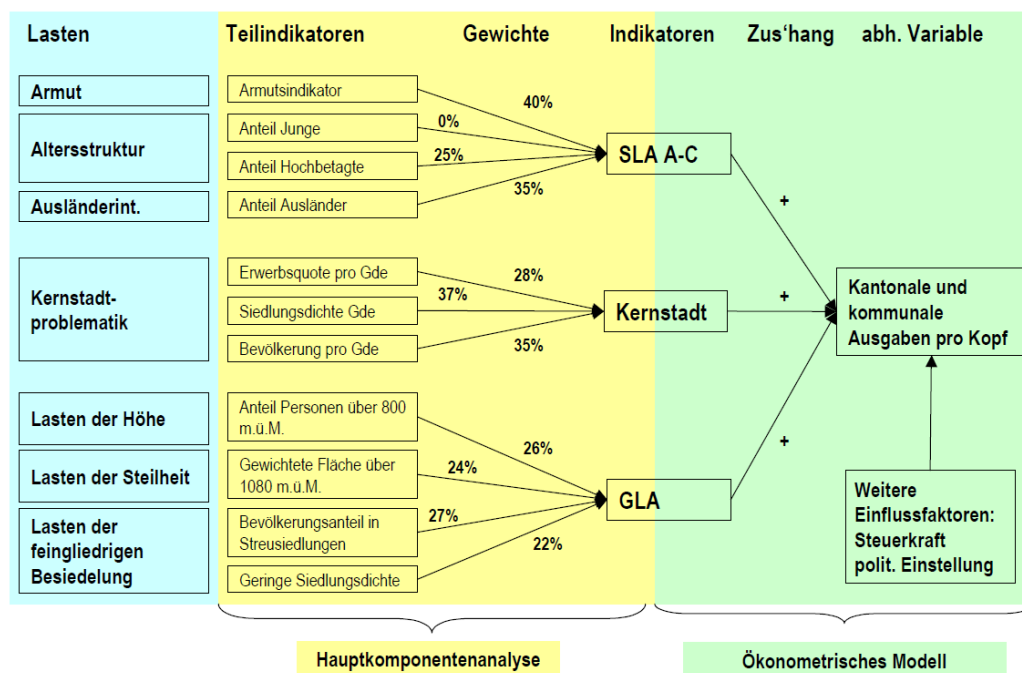 Lasten
Teilindikatoren
Gewichte
Indikatoren
Zus‘hang
abh. Variable
Armut
Altersstruktur
Ausländerint.
Armutsindikator
Anteil Junge
Anteil Hochbetagte
Anteil Ausländer
40%
0%
25%
35%
SLA A-C
+
Kernstadt-
problematik
Erwerbsquote pro Gde
Siedlungsdichte Gde
Bevölkerung pro Gde
28%
37%
35%
Kernstadt
+
Kantonale und
kommunale
Ausgaben pro Kopf
Lasten der Höhe
Lasten der Steilheit
Lasten der
feingliedrigen
Besiedelung
Anteil Personen über 800
m.ü.M.
Gewichtete Fläche über
1080 m.ü.M.
Bevölkerungsanteil in
Streusiedlungen
Geringe Siedlungsdichte
26%
24%
27%
22%
GLA
+
Weitere
Einflussfaktoren:
Steuerkraft
polit. Einstellung
Hauptkomponentenanalyse
Ökonometrisches Modell